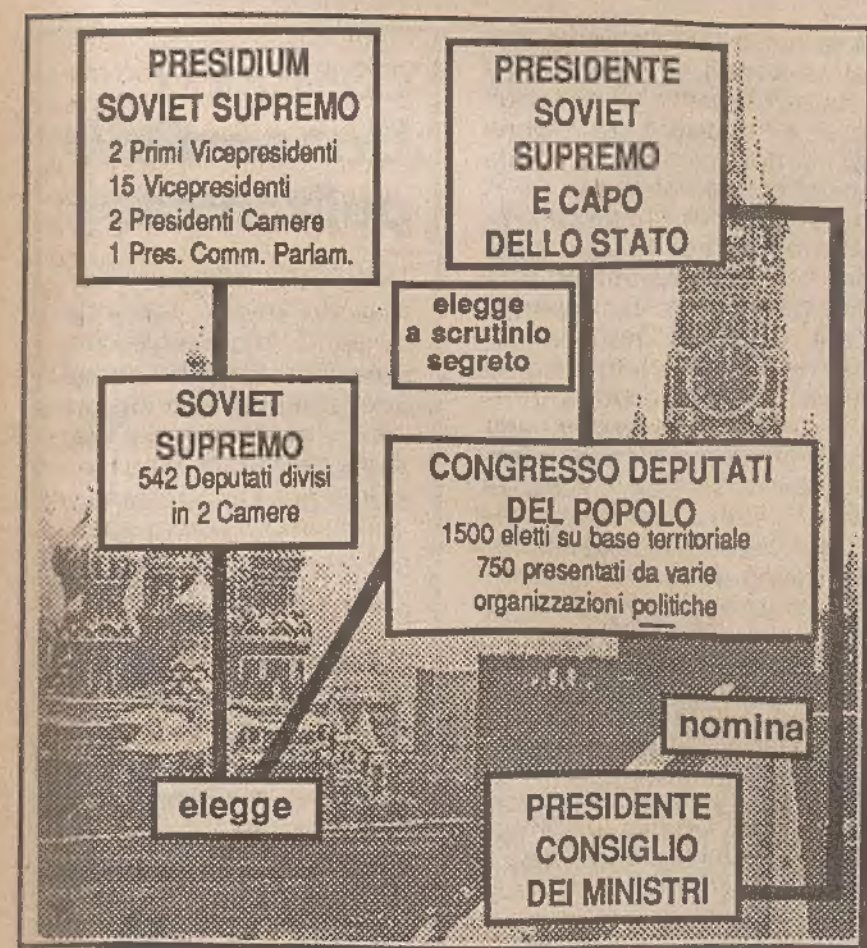 PRESIDIUM
SOVIET SUPREMO
2 Primi Vicepresidenti
15 Vicepresidenti
2 Presidenti Camere
1 Pres. Comm. Parlam.
PRESIDENTE
SOVIET
SUPREMO
E CAPO
DELLO STATO
elegge
a scrutinio
segreto
SOVIET
SUPREMO
542 Deputati divisi
in 2 Camere
CONGRESSO DEPUTATI
DEL POPOLO
1500 eletti su base territoriale
750 presentati da varie
organizzazioni politiche
nomina
elegge
PRESIDENTE
CONSIGLIO
DEI MINISTRI